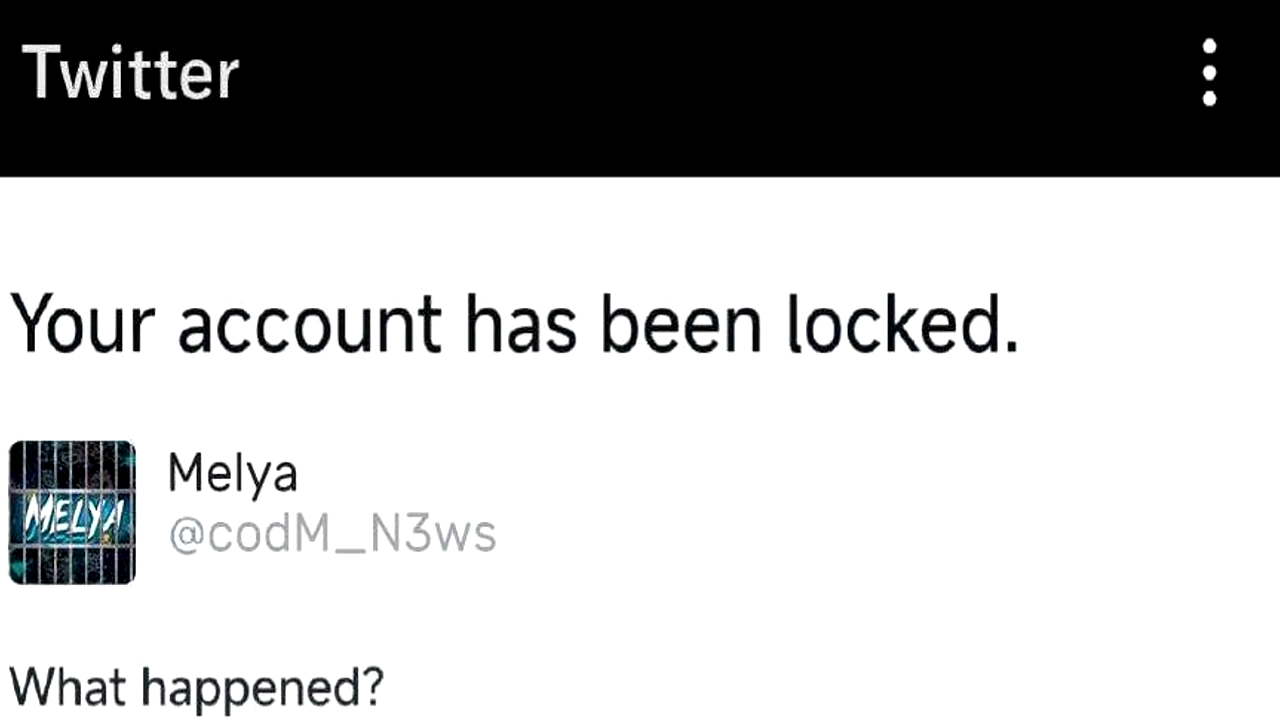 Twitter
Your account has been locked.
MELYA
Melya
@codM_N3ws
What happened?